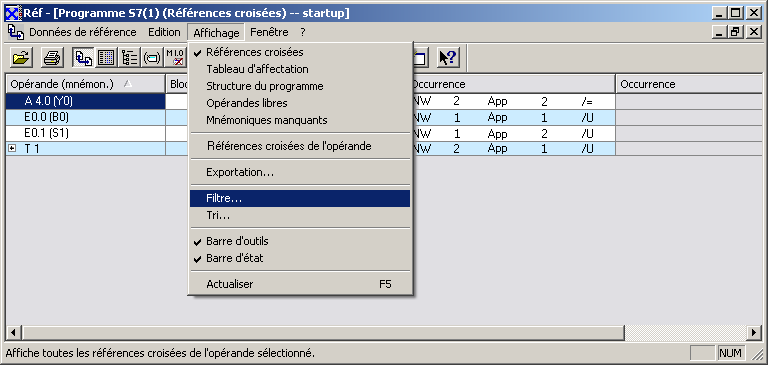 Réf - [Programme S7(1) (Références croisées) -- startup]
Données de référence Edition Affichage Fenêtre ?
M I.0
Opérande (mnémon.) Bloc Occurrence Occurrence
A 4.0 (Y0) NW 2 App 2 /=
E0.0 (B0) NW 1 App 1 /U
E0.1 (S1) NW 1 App 2 /U
T 1 NW 2 App 1 /U
Références croisées
Tableau d'affectation
Structure du programme
Opérandes libres
Mnémoniques manquants
Références croisées de l'opérande
Exportation...
Filtre...
Tri...
Barre d'outils
Barre d'état
Actualiser F5
Affiche toutes les références croisées de l'opérande sélectionné.
NUM